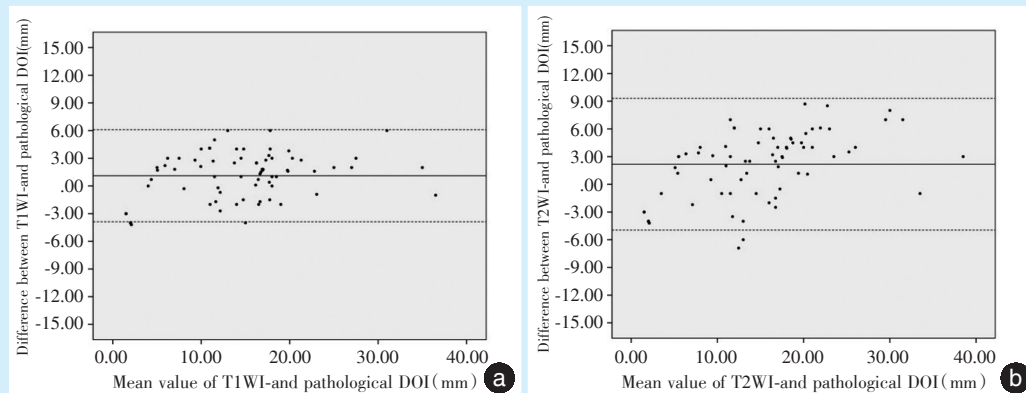 Difference between T1WI-and pathological DOI(mm)
15.00
12.00
9.00
6.00
3.00
.00
-3.00
-6.00
-9.00
-12.00
-15.00
0.00 10.00 20.00 30.00 40.00
Mean value of T1WI-and pathological DOI(mm)
a
Difference between T2WI-and pathological DOI(mm)
15.00
12.00
9.00
6.00
3.00
.00
-3.00
-6.00
-9.00
-12.00
-15.00
0.00 10.00 20.00 30.00 40.00
Mean value of T2WI-and pathological DOI(mm)
b